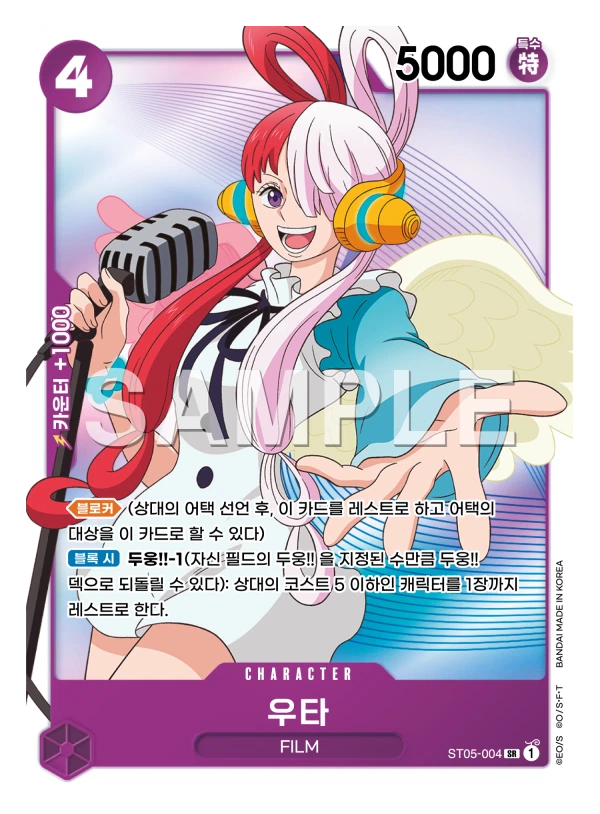 4
5000
특수
特
카운터 +1000
SAMPLE
블로커 (상대의 어택 선언 후, 이 카드를 레스트로 하고 어택의
대상을 이 카드로 할 수 있다)
블록 시 두웅!!-1(자신 필드의 두웅!! 을 지정된 수만큼 두웅!!
덱으로 되돌릴 수 있다): 상대의 코스트 5 이하인 캐릭터를 1장까지
레스트로 한다.
CHARACTER
우타
FILM
ST05-004 SR 1
©EO/S ©O/S·F·T BANDAI MADE IN KOREA